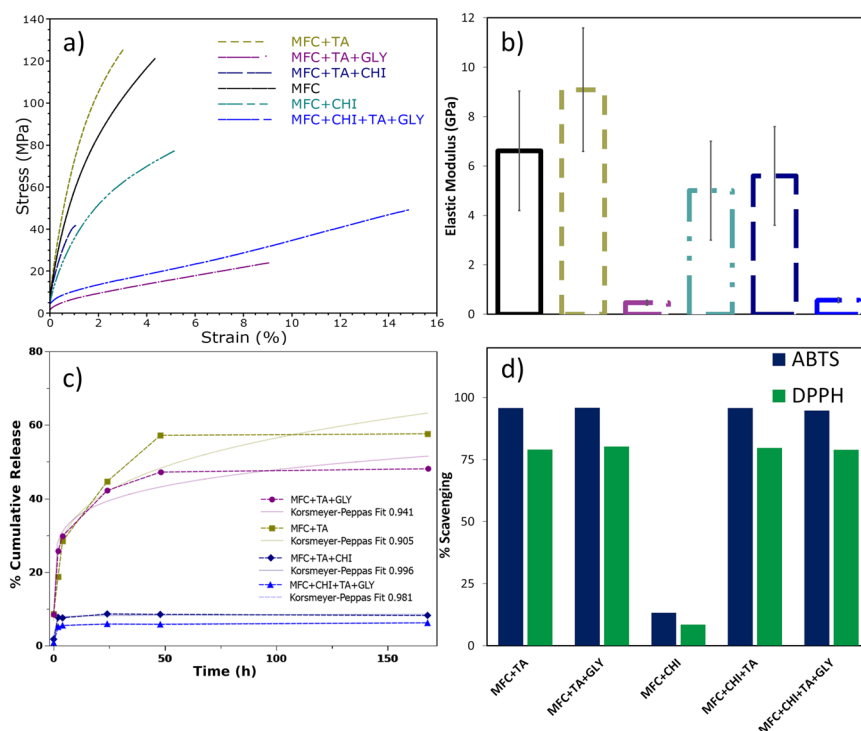 a)
MFC+TA
MFC+TA+GLY
MFC+TA+CHI
MFC
MFC+CHI
MFC+CHI+TA+GLY
140
120
100
80
60
40
20
0
Stress (MPa)
0 2 4 6 8 10 12 14 16
Strain (%)
b)
12
10
8
6
4
2
0
Elastic Modulus (GPa)
c)
80
60
40
20
0
% Cumulative Release
MFC+TA+GLY
Korsmeyer-Peppas Fit 0.941
MFC+TA
Korsmeyer-Peppas Fit 0.905
MFC+TA+CHI
Korsmeyer-Peppas Fit 0.996
MFC+CHI+TA+GLY
Korsmeyer-Peppas Fit 0.981
0 50 100 150
Time (h)
d)
ABTS
DPPH
100
75
50
25
0
% Scavenging
MFC+TA
MFC+TA+GLY
MFC+CHI
MFC+CHI+TA
MFC+CHI+TA+GLY